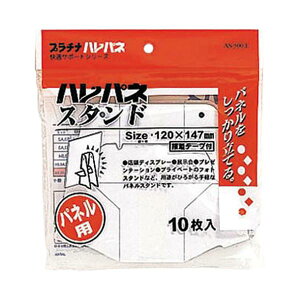 プラチナ ハレパネ
快適サポートシリーズ
ハレパネ
スタンド
Size・120×147mm
厚起テープ付
●店頭ディスプレー●展示会●プレゼ
ンテーション●プライベートのフォト
スタンドなど、用途がひろがる手軽な
パネルスタンドです。
パネルを
しっかり立てる。
パネル用
10枚入